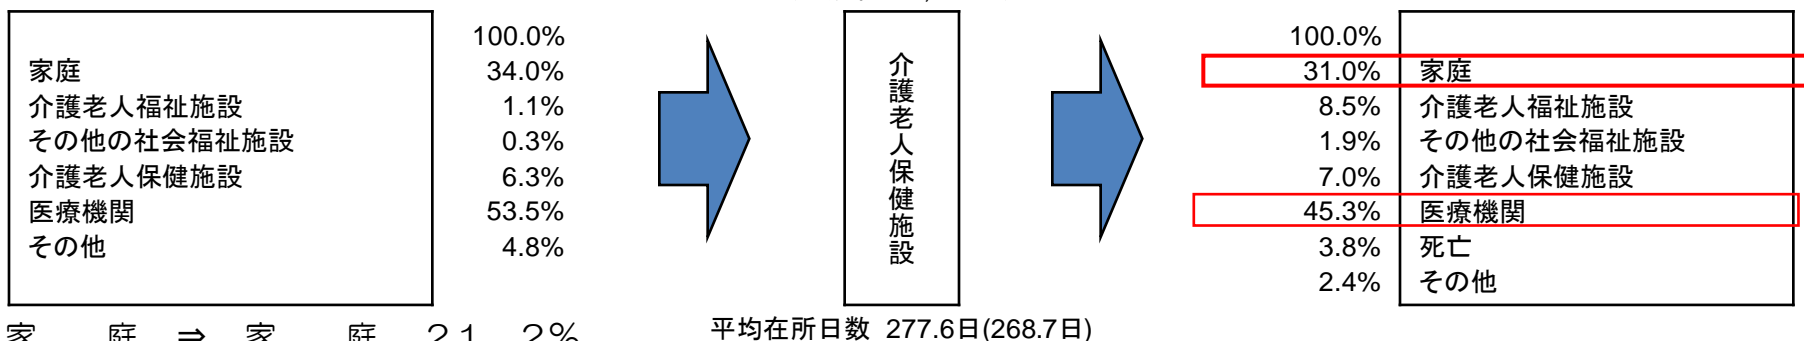 100.0%
家庭 34.0%
介護老人福祉施設 1.1%
その他の社会福祉施設 0.3%
介護老人保健施設 6.3%
医療機関 53.5%
その他 4.8%
介護老人保健施設
100.0%
31.0% 家庭
8.5% 介護老人福祉施設
1.9% その他の社会福祉施設
7.0% 介護老人保健施設
45.3% 医療機関
3.8% 死亡
2.4% その他
平均在所日数 277.6日(268.7日)
家 庭 ⇒ 家 庭 21.2%